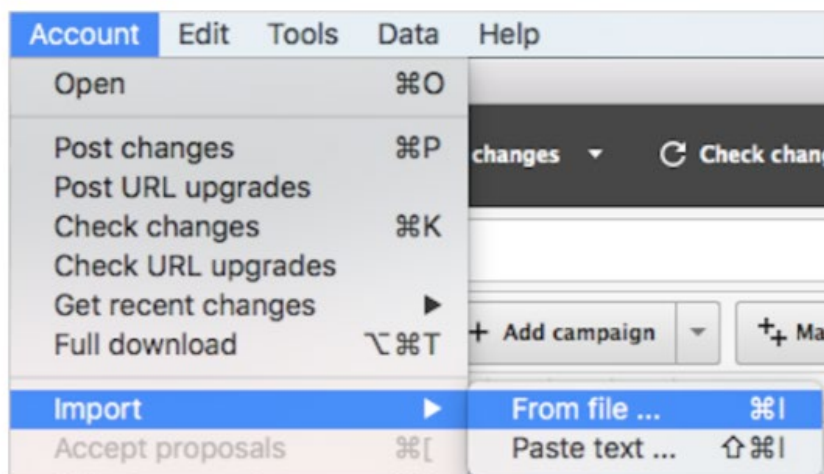 Account Edit Tools Data Help
Open ⌘O
Post changes ⌘P
Post URL upgrades
Check changes ⌘K
Check URL upgrades
Get recent changes ▶
Full download ⌥⌘T
Import ▶
Accept proposals ⌘[
changes Check chang
+ Add campaign Ma
From file ... ⌘I
Paste text ... ⇧⌘I